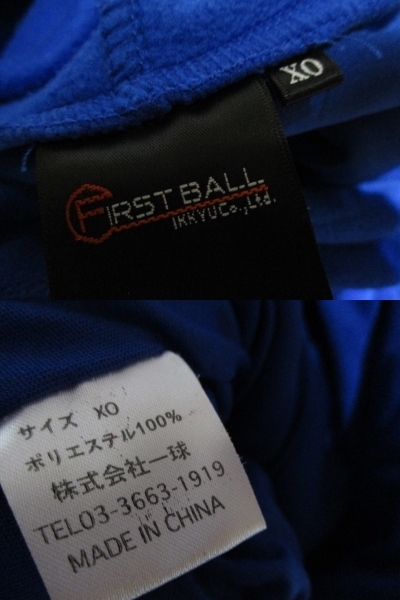 XO
FIRST BALL
IKKYU Co., Ltd.
サイズ XO
ポリエステル100%
株式会社一球
TEL03-3663-1919
MADE IN CHINA